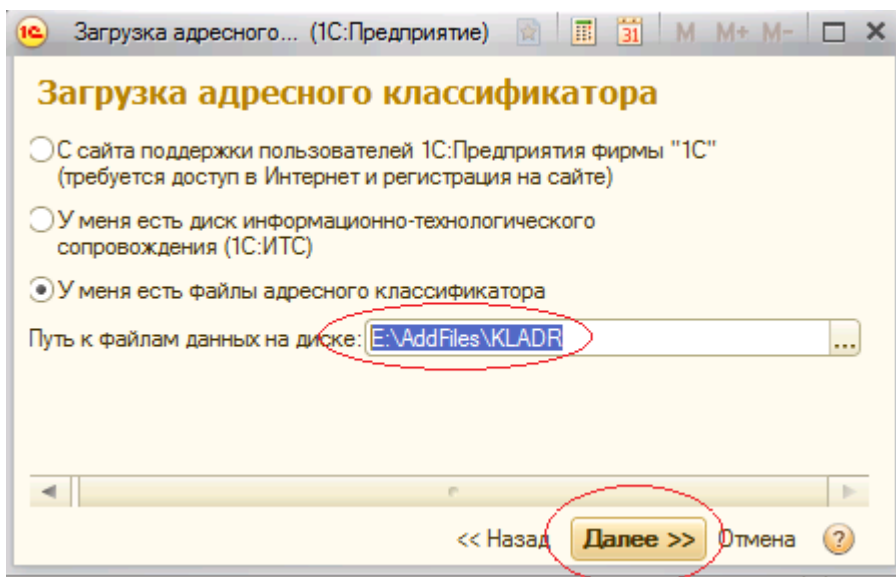 1С Загрузка адресного... (1С:Предприятие) 31 M M+ M-
Загрузка адресного классификатора
С сайта поддержки пользователей 1С:Предприятия фирмы "1С"
(требуется доступ в Интернет и регистрация на сайте)
У меня есть диск информационно-технологического
сопровождения (1С:ИТС)
У меня есть файлы адресного классификатора
Путь к файлам данных на диске: E:\AddFiles\KLADR ...
<< Назад Далее >> Отмена ?